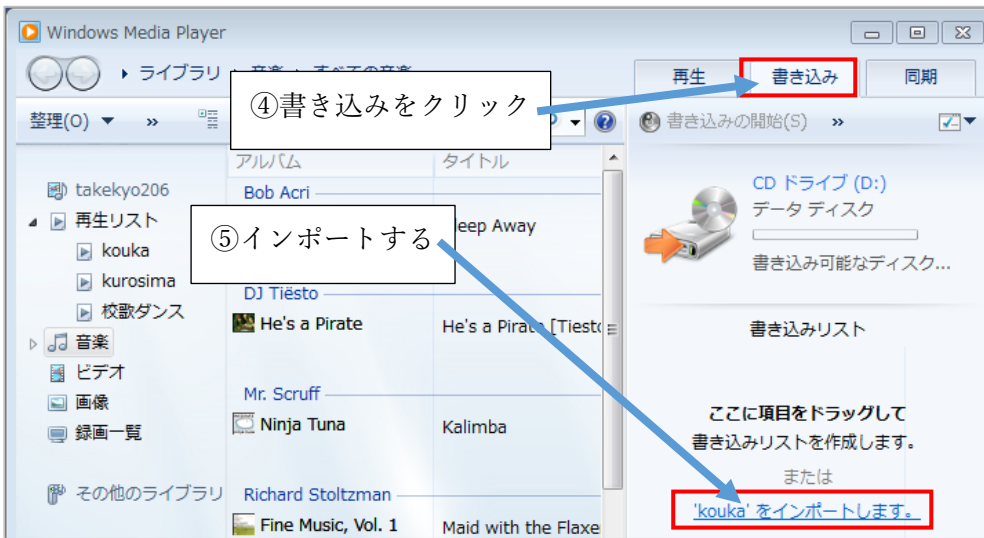 Windows Media Player
ライブラリ
再生
書き込み
同期
④書き込みをクリック
整理(O)
»
書き込みの開始(S)
»
アルバム
タイトル
takekyo206
再生リスト
kouka
kurosima
校歌ダンス
音楽
ビデオ
画像
録画一覧
その他のライブラリ
Bob Acri
⑤インポートする
DJ Tiësto
He's a Pirate
He's a Pirate [Tiesto
Mr. Scruff
Ninja Tuna
Kalimba
Richard Stoltzman
Fine Music, Vol. 1
Maid with the Flaxe
CD ドライブ (D:)
データ ディスク
書き込み可能なディスク...
書き込みリスト
ここに項目をドラッグして
書き込みリストを作成します。
または
'kouka' をインポートします。